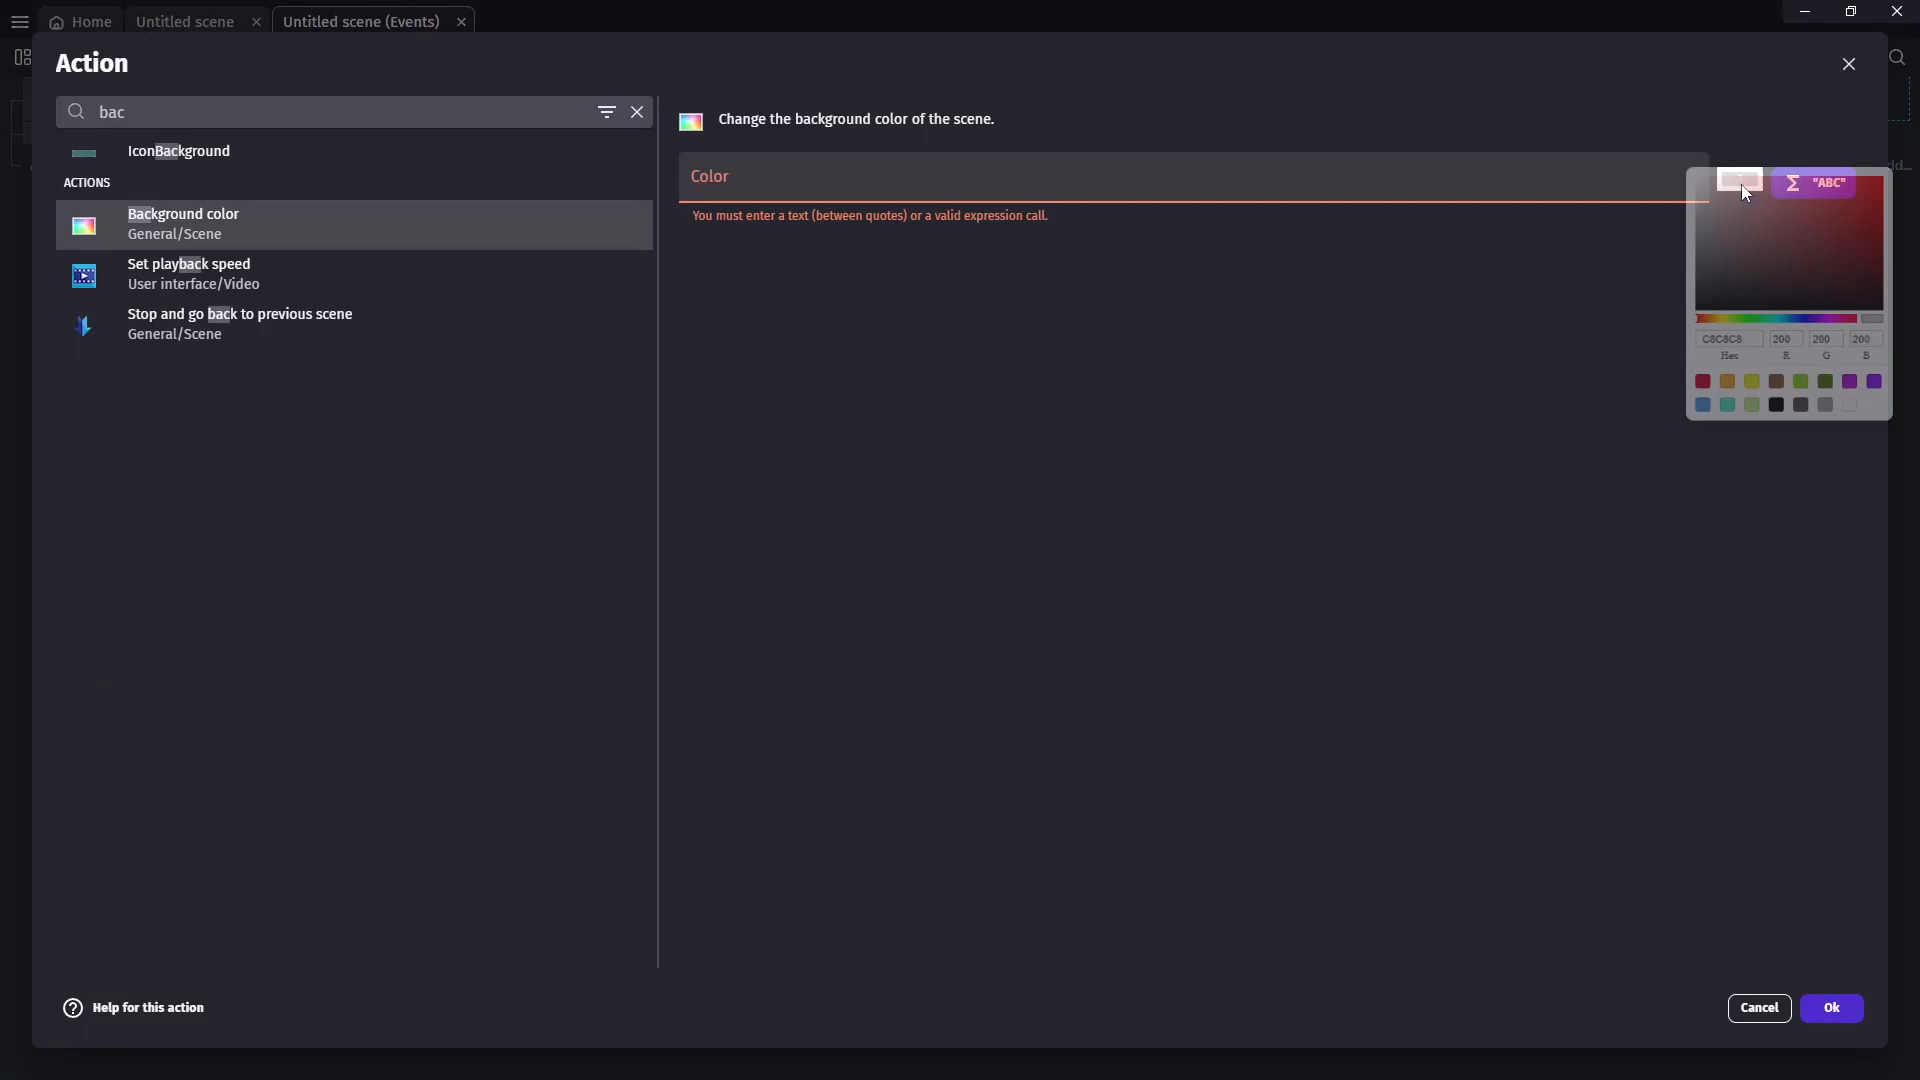 Home
Untitled scene
Untitled scene (Events)
Action
bac
IconBackground
ACTIONS
Background color
General/Scene
Set playback speed
User interface/Video
Stop and go back to previous scene
General/Scene
Change the background color of the scene.
Color
You must enter a text (between quotes) or a valid expression call.
"ABC"
C8C8C8 200 200 200
Hex R G B
Help for this action
Cancel
Ok